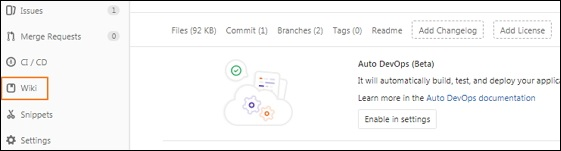 Issues 1
Merge Requests 0
CI / CD
Wiki
Snippets
Settings
Files (92 KB) Commit (1) Branches (2) Tags (0) Readme Add Changelog Add License
Auto DevOps (Beta)
It will automatically build, test, and deploy your applica
Learn more in the Auto DevOps documentation
Enable in settings